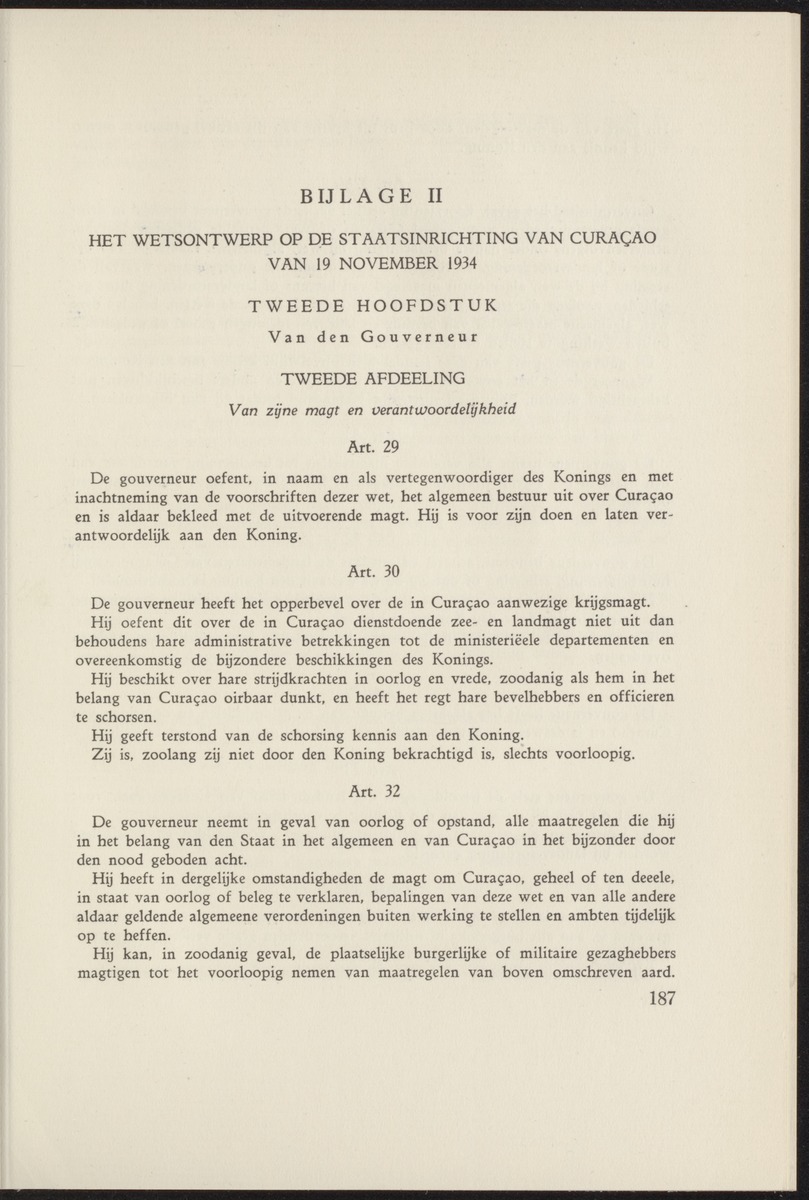 BIJLAGE II
HET WETSONTWERP OP DE STAATSINRICHTING VAN CURAÇAO
VAN 19 NOVEMBER 1934
TWEEDE HOOFDSTUK
Van den Gouverneur
TWEEDE AFDEELING
Van zijne magt en verantwoordelijkheid
Art. 29
De gouverneur oefent, in naam en als vertegenwoordiger des Konings en met
inachtneming van de voorschriften dezer wet, het algemeen bestuur uit over Curaçao
en is aldaar bekleed met de uitvoerende magt. Hij is voor zijn doen en laten ver-
antwoordelijk aan den Koning.
Art. 30
De gouverneur heeft het opperbevel over de in Curaçao aanwezige krijgsmagt.
Hij oefent dit over de in Curaçao dienstdoende zee- en landmagt niet uit dan
behoudens hare administrative betrekkingen tot de ministeriëele departementen en
overeenkomstig de bijzondere beschikkingen des Konings.
Hij beschikt over hare strijdkrachten in oorlog en vrede, zoodanig als hem in het
belang van Curaçao oirbaar dunkt, en heeft het regt hare bevelhebbers en officieren
te schorsen.
Hij geeft terstond van de schorsing kennis aan den Koning.
Zij is, zoolang zij niet door den Koning bekrachtigd is, slechts voorloopig.
Art. 32
De gouverneur neemt in geval van oorlog of opstand, alle maatregelen die hij
in het belang van den Staat in het algemeen en van Curaçao in het bijzonder door
den nood geboden acht.
Hij heeft in dergelijke omstandigheden de magt om Curaçao, geheel of ten deeele,
in staat van oorlog of beleg te verklaren, bepalingen van deze wet en van alle andere
aldaar geldende algemeene verordeningen buiten werking te stellen en ambten tijdelijk
op te heffen.
Hij kan, in zoodanig geval, de plaatselijke burgerlijke of militaire gezaghebbers
magtigen tot het voorloopig nemen van maatregelen van boven omschreven aard.
187